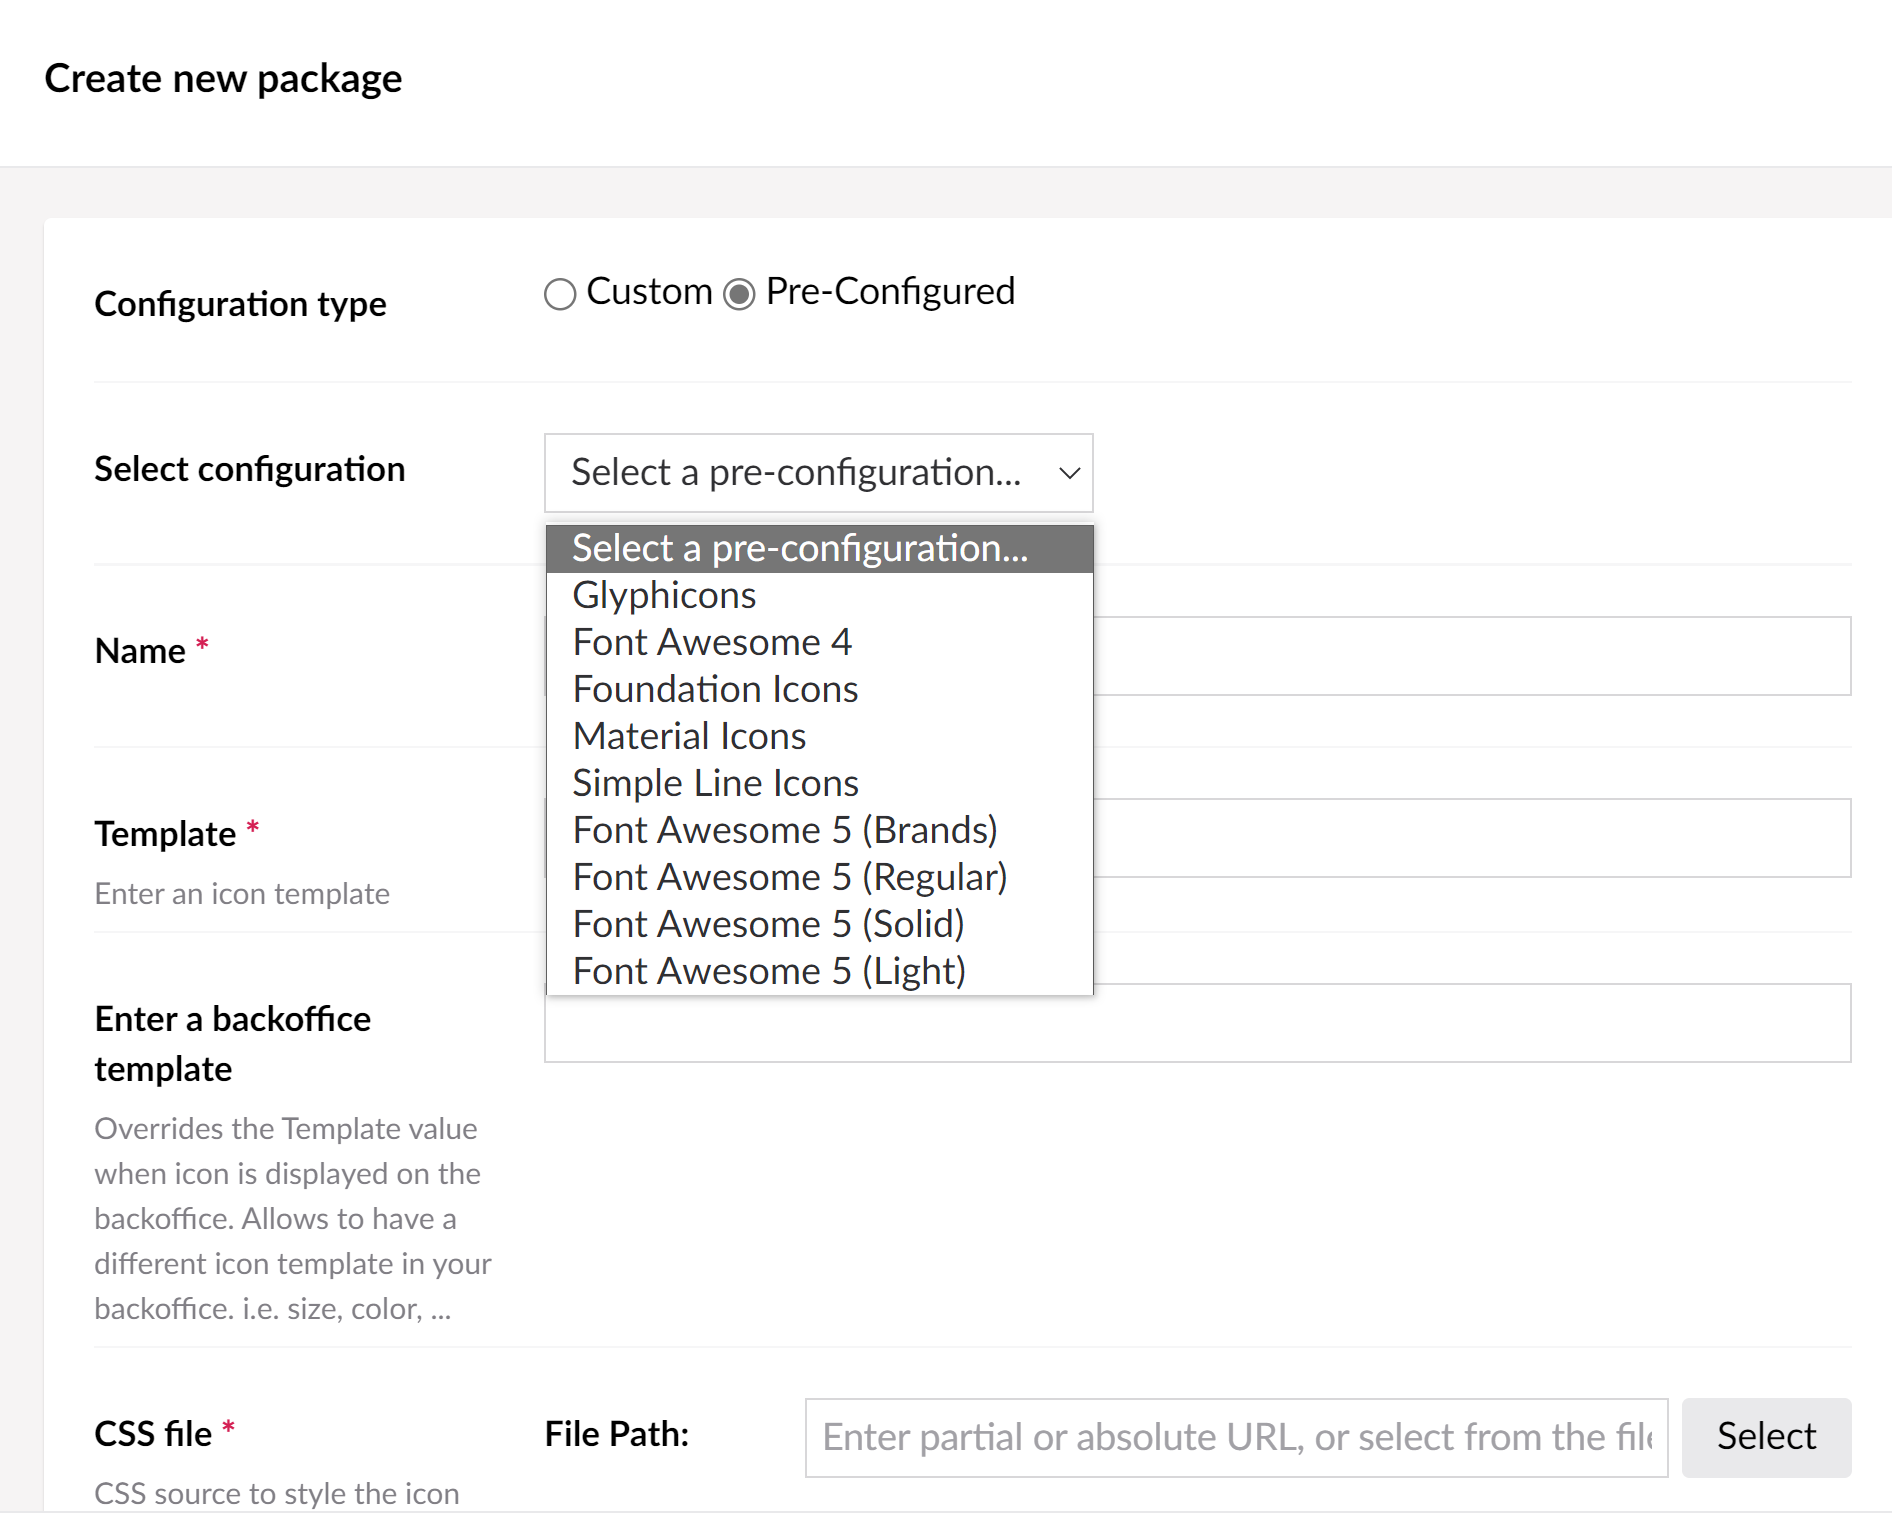 Create new package
Configuration type
Custom Pre-Configured
Select configuration
Select a pre-configuration...
Select a pre-configuration...
Glyphicons
Font Awesome 4
Foundation Icons
Material Icons
Simple Line Icons
Font Awesome 5 (Brands)
Font Awesome 5 (Regular)
Font Awesome 5 (Solid)
Font Awesome 5 (Light)
Name *
Template *
Enter an icon template
Enter a backoffice
template
Overrides the Template value
when icon is displayed on the
backoffice. Allows to have a
different icon template in your
backoffice. i.e. size, color, ...
CSS file *
File Path:
Enter partial or absolute URL, or select from the file
Select
CSS source to style the icon